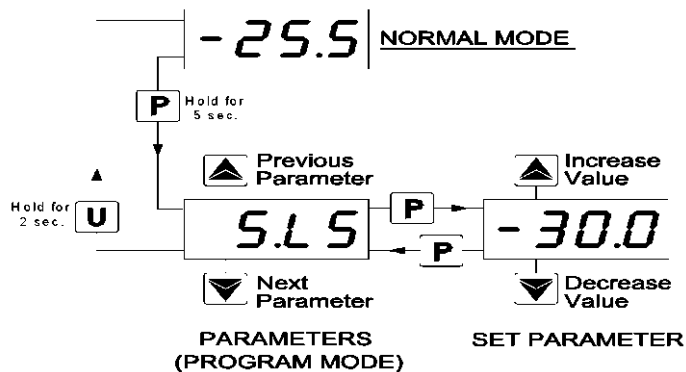 -25.5
NORMAL MODE
P
Hold for
5 sec.
Previous
Parameter
Increase
Value
Hold for
2 sec.
U
S.LS
P
P
-30.0
Next
Parameter
Decrease
Value
PARAMETERS
(PROGRAM MODE)
SET PARAMETER